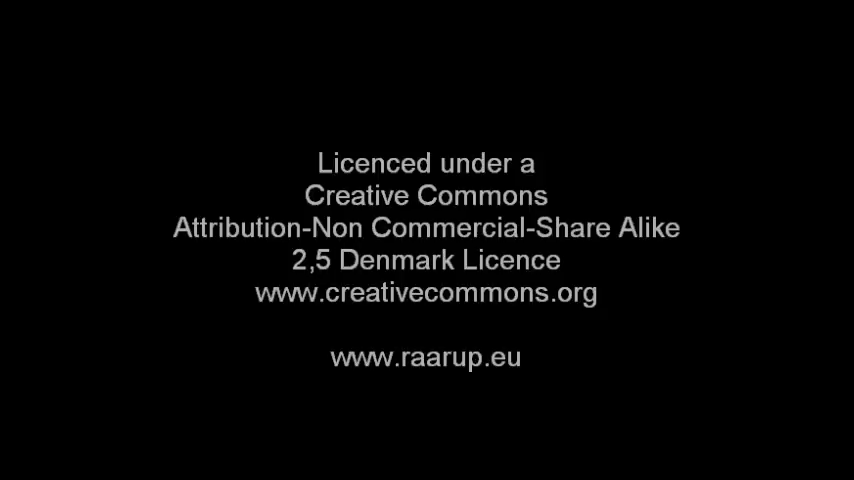 Licenced under a
Creative Commons
Attribution-Non Commercial-Share Alike
2,5 Denmark Licence
www.creativecommons.org
www.raarup.eu